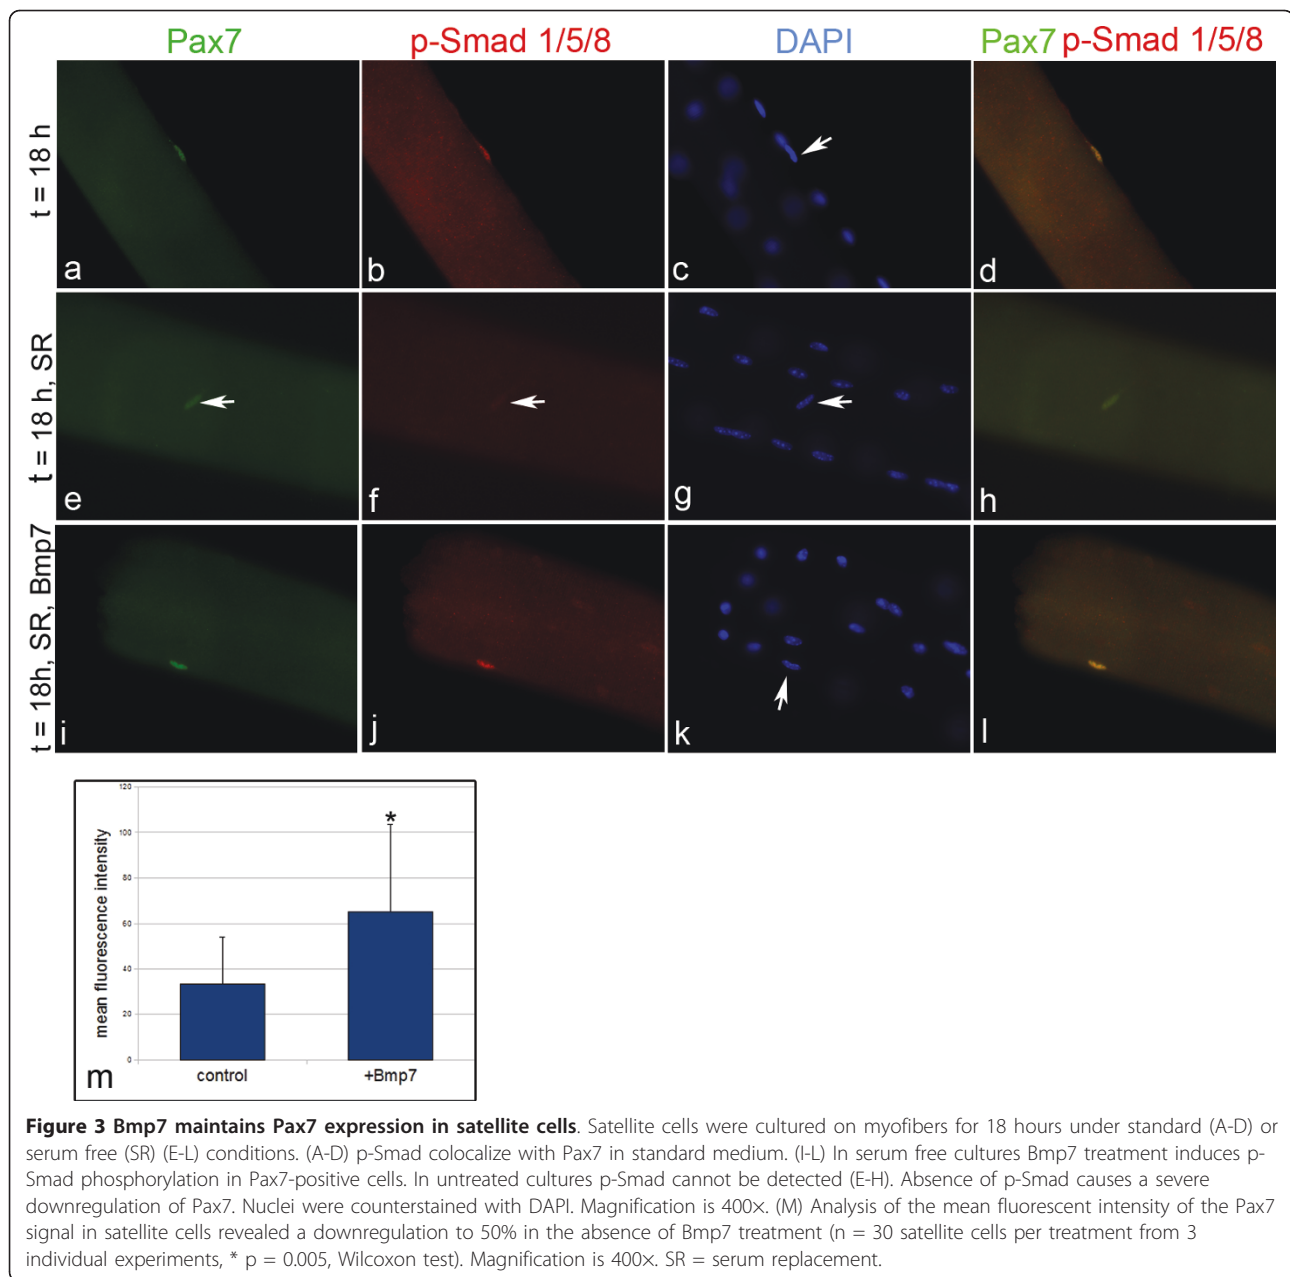 Pax7 p-Smad 1/5/8 DAPI Pax7 p-Smad 1/5/8
t = 18 h
a b c d
t = 18 h, SR
e f g h
t = 18h, SR, Bmp7
i j k l
mean fluorescence intensity
120
100
80
60
40
20
0
*
control +Bmp7
m
Figure 3 Bmp7 maintains Pax7 expression in satellite cells. Satellite cells were cultured on myofibers for 18 hours under standard (A-D) or
serum free (SR) (E-L) conditions. (A-D) p-Smad colocalize with Pax7 in standard medium. (I-L) In serum free cultures Bmp7 treatment induces p-
Smad phosphorylation in Pax7-positive cells. In untreated cultures p-Smad cannot be detected (E-H). Absence of p-Smad causes a severe
downregulation of Pax7. Nuclei were counterstained with DAPI. Magnification is 400×. (M) Analysis of the mean fluorescent intensity of the Pax7
signal in satellite cells revealed a downregulation to 50% in the absence of Bmp7 treatment (n = 30 satellite cells per treatment from 3
individual experiments, * p = 0.005, Wilcoxon test). Magnification is 400×. SR = serum replacement.